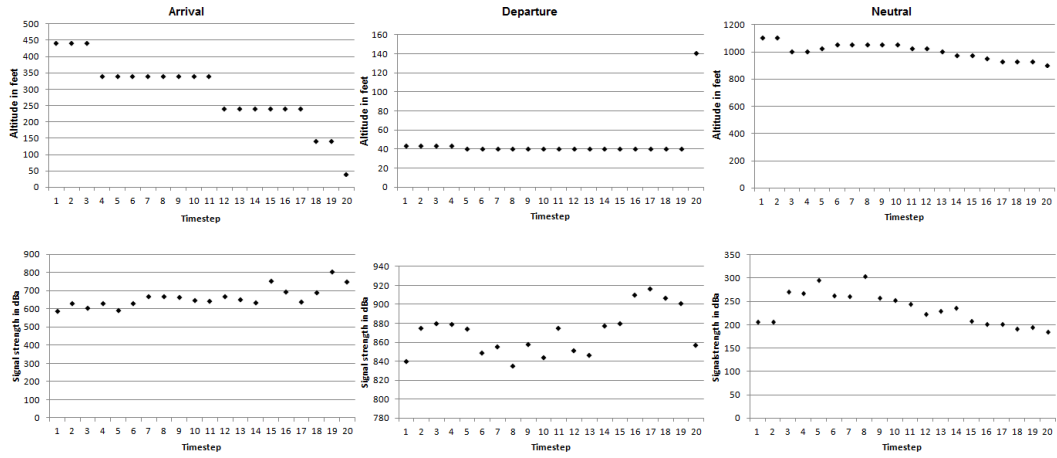 Arrival
Altitude in feet
500
450
400
350
300
250
200
150
100
50
0
1 2 3 4 5 6 7 8 9 10 11 12 13 14 15 16 17 18 19 20
Timestep
Departure
Altitude in feet
160
140
120
100
80
60
40
20
0
1 2 3 4 5 6 7 8 9 10 11 12 13 14 15 16 17 18 19 20
Timestep
Neutral
Altitude in feet
1200
1000
800
600
400
200
0
1 2 3 4 5 6 7 8 9 10 11 12 13 14 15 16 17 18 19 20
Timestep
Signal strength in dBa
900
800
700
600
500
400
300
200
100
0
1 2 3 4 5 6 7 8 9 10 11 12 13 14 15 16 17 18 19 20
Timestep
Signal strength in dBa
940
920
900
880
860
840
820
800
780
1 2 3 4 5 6 7 8 9 10 11 12 13 14 15 16 17 18 19 20
Timestep
Signalstrength in dBa
350
300
250
200
150
100
50
0
1 2 3 4 5 6 7 8 9 10 11 12 13 14 15 16 17 18 19 20
Timestep